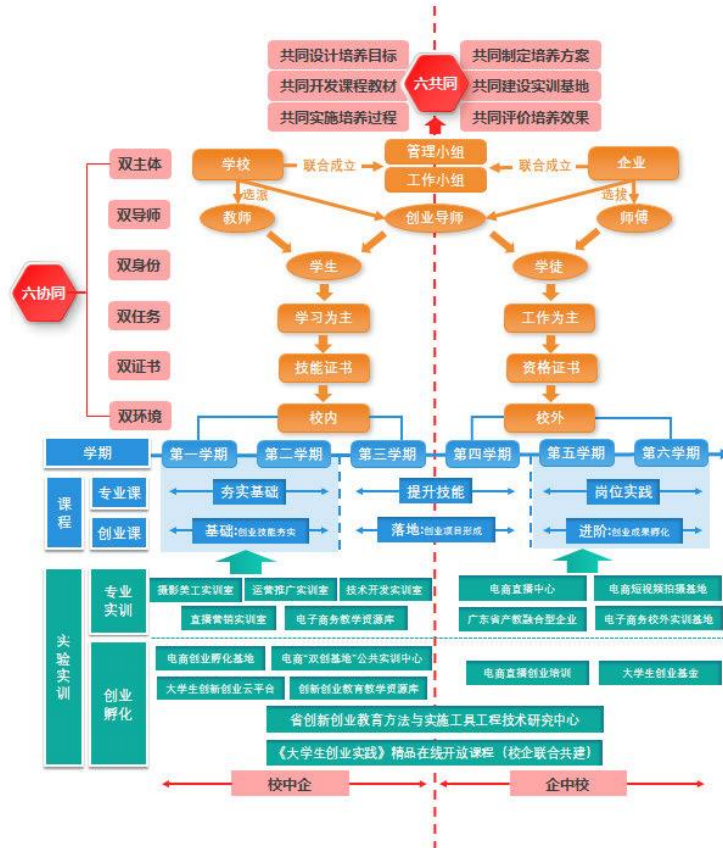 共同设计培养目标
共同制定培养方案
六共同
共同开发课程教材
共同建设实训基地
共同实施培养过程
共同评价培养效果
双主体
学校
联合成立
管理小组
工作小组
联合成立
企业
选派
选拔
双导师
教师
创业导师
师傅
六协同
双身份
学生
学徒
双任务
学习为主
工作为主
双证书
技能证书
资格证书
双环境
校内
校外
学期
第一学期
第二学期
第三学期
第四学期
第五学期
第六学期
课程
专业课
夯实基础
提升技能
岗位实践
创业课
基础:创业技能夯实
落地:创业项目形成
进阶:创业成果孵化
实验实训
专业实训
摄影美工实训室
运营推广实训室
技术开发实训室
电商直播中心
电商短视频拍摄基地
直播营销实训室
电子商务教学资源库
广东省产教融合型企业
电子商务校外实训基地
创业孵化
电商创业孵化基地
电商“双创基地”公共实训中心
电商直播创业培训
大学生创业基金
大学生创新创业云平台
创新创业教育教学资源库
省创新创业教育方法与实施工具工程技术研究中心
《大学生创业实践》精品在线开放课程（校企联合共建）
校中企
企中校